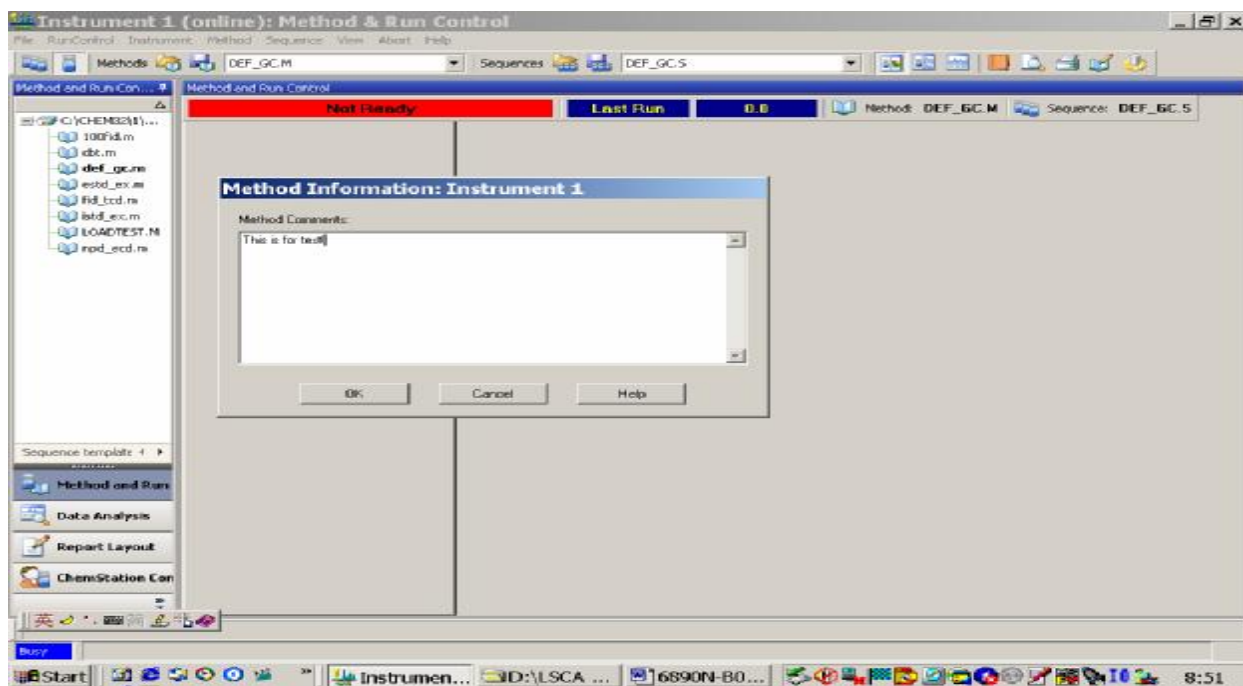 Instrument 1 (online): Method & Run Control
File RunControl Instrument Method Sequence View Abort Help
Methods DEF_GC.M Sequences DEF_GC.S
Method and Run Con...
Method and Run Control
Not Ready Last Run 0.0 Method: DEF_GC.M Sequence: DEF_GC.S
C:\CHEM32\1\...
100fid.m
dbt.m
def_gc.m
estd_ex.m
fid_tcd.m
istd_ex.m
LOADTEST.M
npd_ecd.m
Method Information: Instrument 1
Method Comments:
This is for test
OK Cancel Help
Sequence template
Method and Run
Data Analysis
Report Layout
ChemStation Con
英
Busy
Start Instrumen... D:\LSCA ... 6890N-B0... 8:51